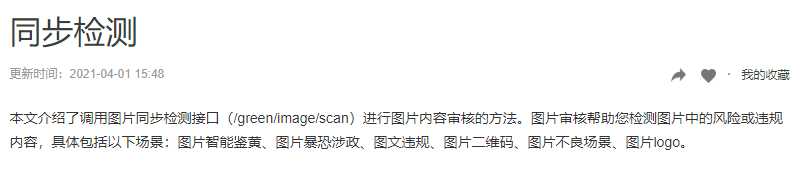 同步检测
更新时间：2021-04-01 15:48
· 我的收藏
本文介绍了调用图片同步检测接口（/green/image/scan）进行图片内容审核的方法。图片审核帮助您检测图片中的风险或违规
内容，具体包括以下场景：图片智能鉴黄、图片暴恐涉政、图文违规、图片二维码、图片不良场景、图片logo。